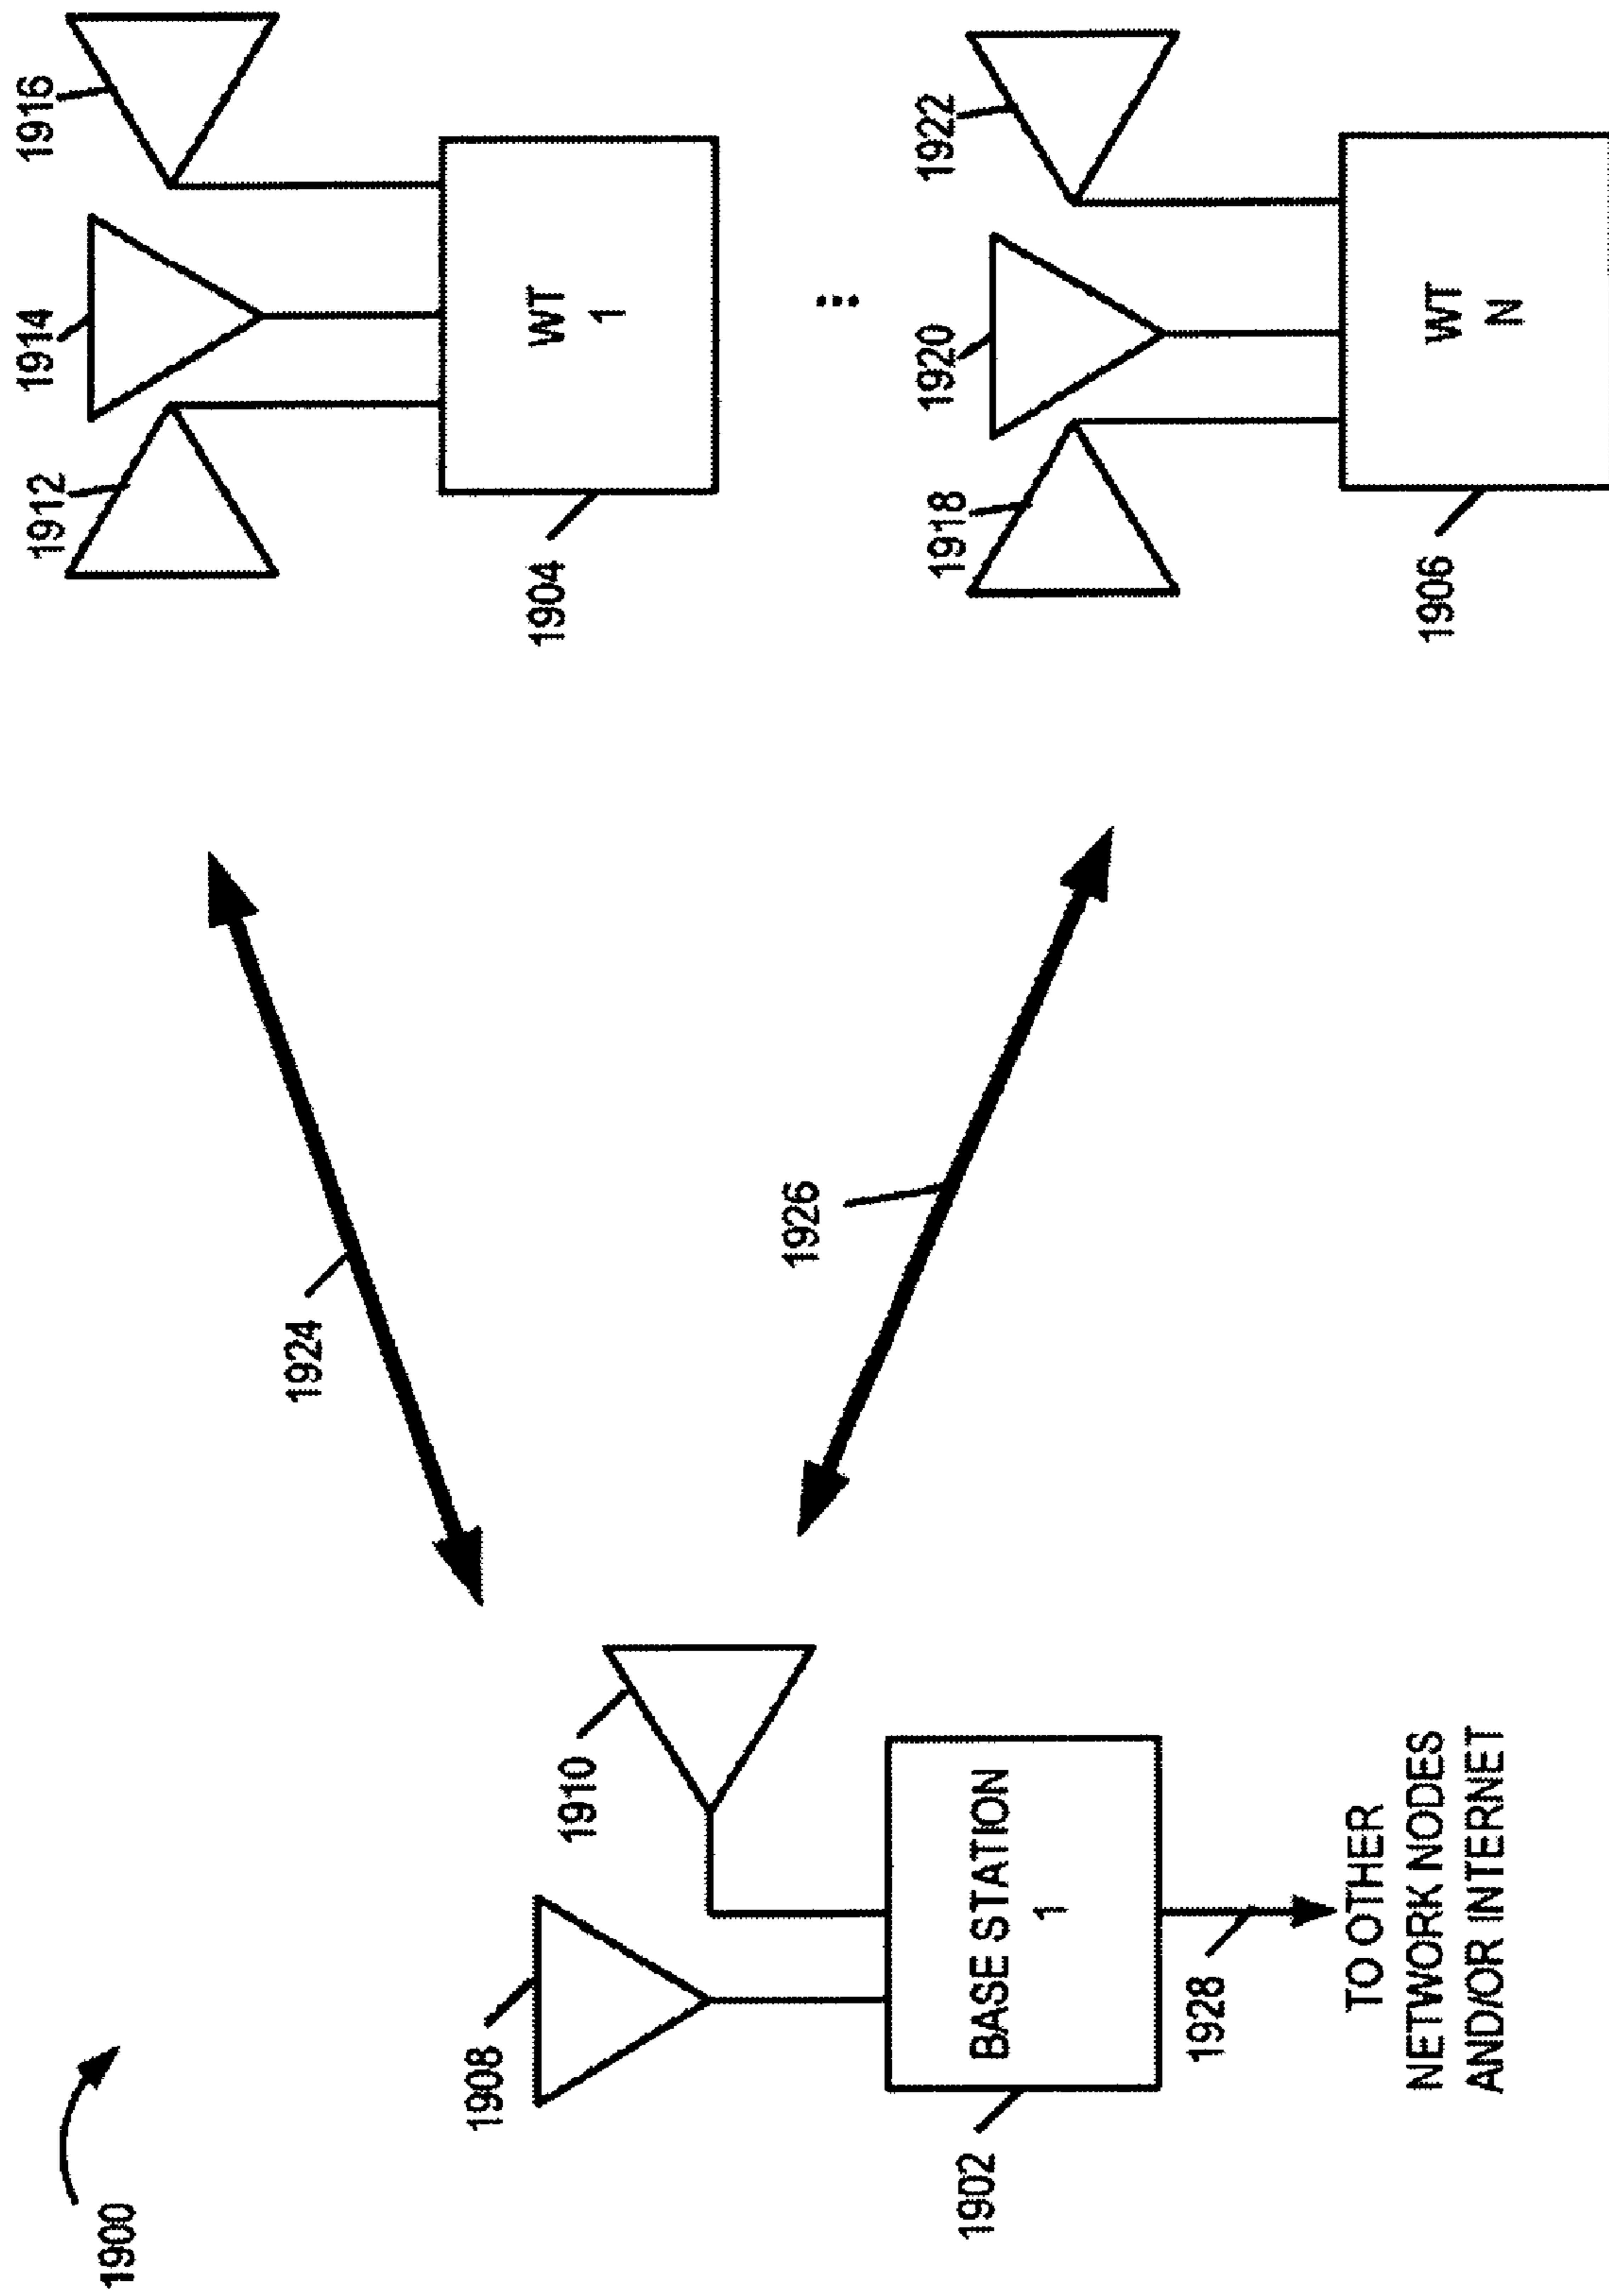 1900
1908
1910
1902
BASE STATION
1
1928
TO OTHER
NETWORK NODES
AND/OR INTERNET
1924
1926
1912
1914
1916
WT
1
1904
1918
1920
1922
WT
N
1906